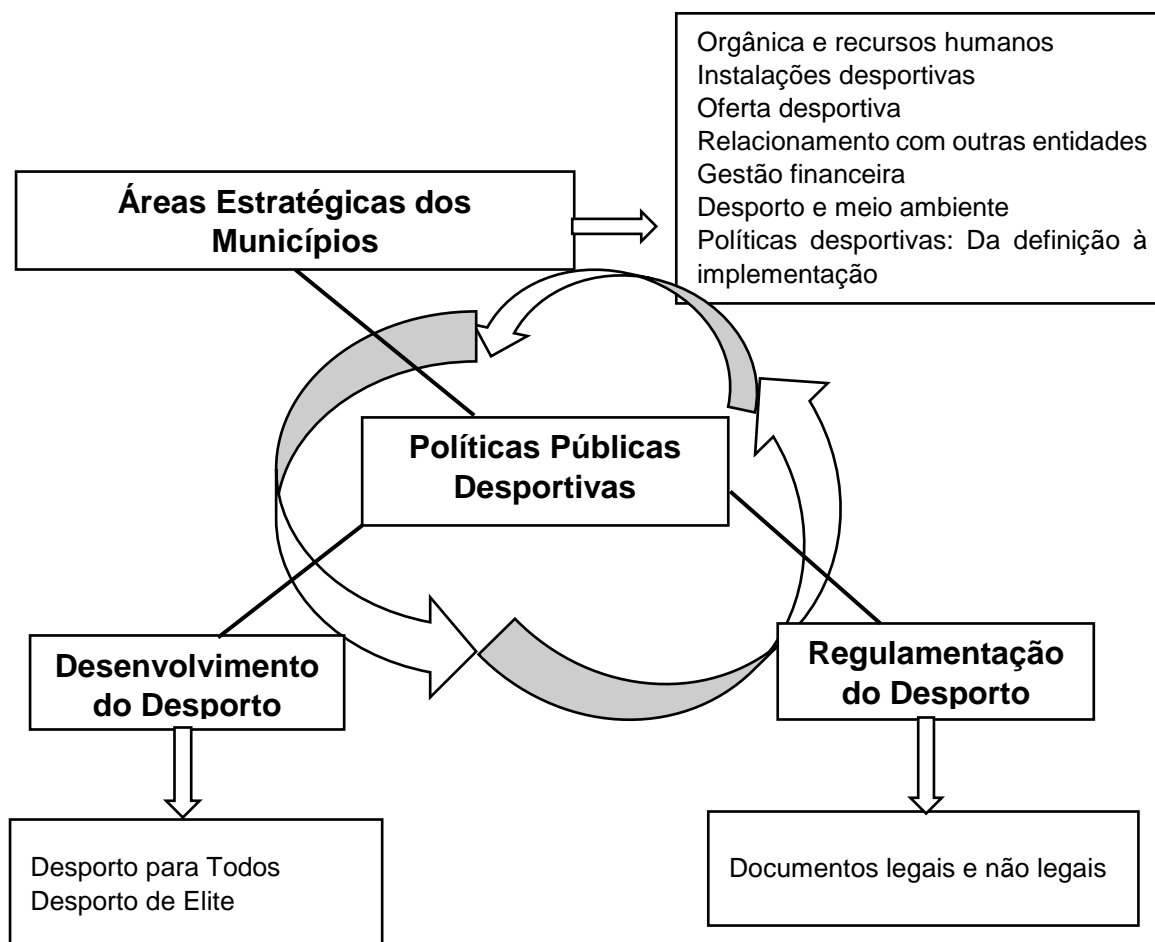 Orgânica e recursos humanos
Instalações desportivas
Oferta desportiva
Relacionamento com outras entidades
Gestão financeira
Desporto e meio ambiente
Políticas desportivas: Da definição à
implementação
Áreas Estratégicas dos
Municípios
Políticas Públicas
Desportivas
Desenvolvimento
do Desporto
Regulamentação
do Desporto
Desporto para Todos
Desporto de Elite
Documentos legais e não legais